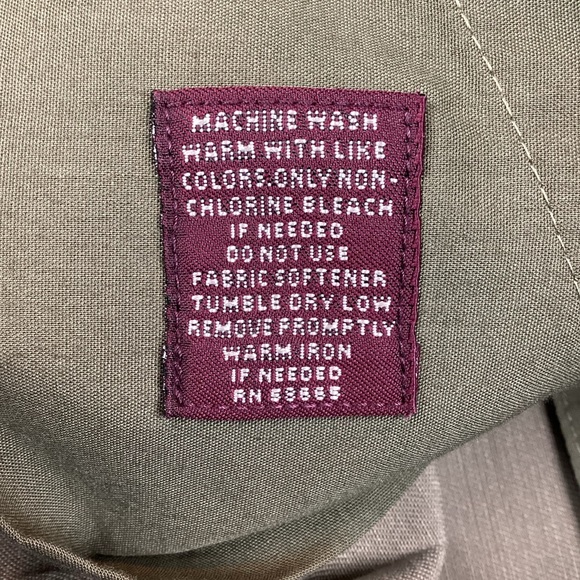 MACHINE WASH
WARM WITH LIKE
COLORS.ONLY NON-
CHLORINE BLEACH
IF NEEDED
DO NOT USE
FABRIC SOFTENER
TUMBLE DRY LOW
REMOVE PROMPTLY
WARM IRON
IF NEEDED
RN 53665